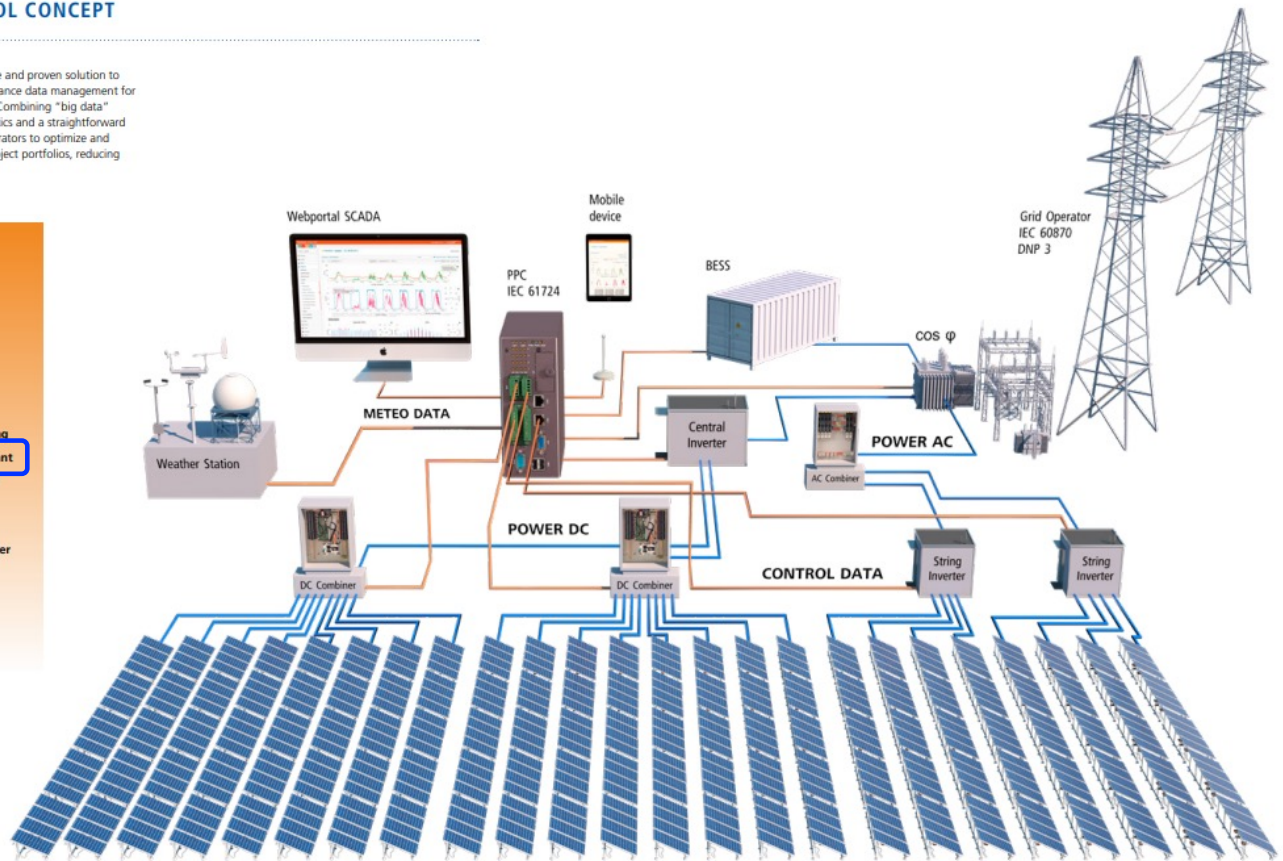 OL CONCEPT
e and proven solution to
ance data management for
Combining “big data”
ics and a straightforward
rators to optimize and
ject portfolios, reducing
g
ant
er
Webportal SCADA
Mobile
device
PPC
IEC 61724
BESS
Grid Operator
IEC 60870
DNP 3
cos φ
METEO DATA
Weather Station
Central
Inverter
POWER AC
AC Combiner
POWER DC
DC Combiner
DC Combiner
CONTROL DATA
String
Inverter
String
Inverter